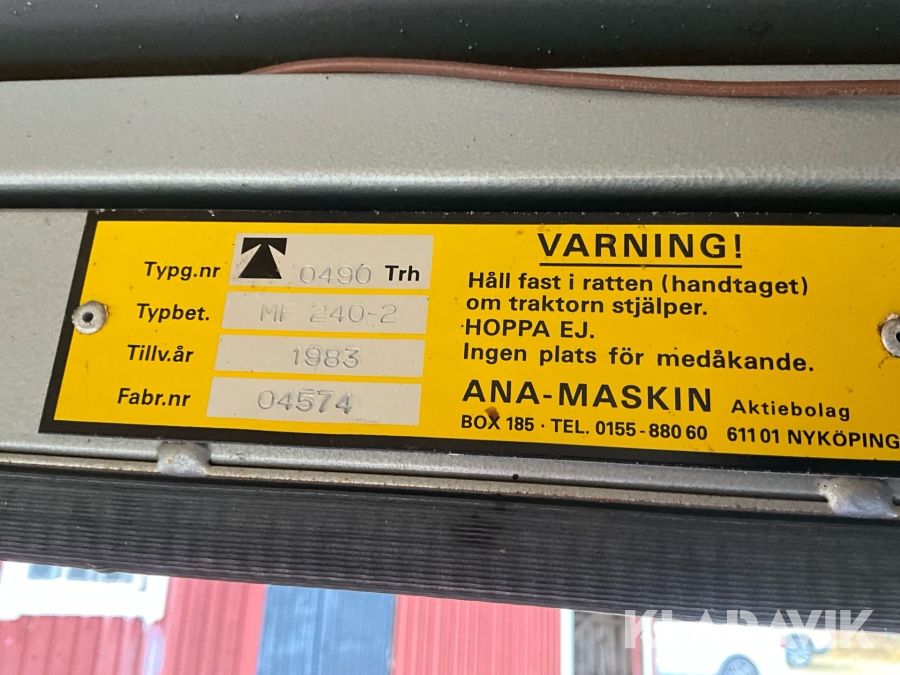 Typg.nr 0490 Trh
Typbet. MF 240-2
Tillv.år 1983
Fabr.nr 04574
VARNING!
Håll fast i ratten (handtaget)
om traktorn stjälper.
HOPPA EJ.
Ingen plats för medåkande.
ANA-MASKIN Aktiebolag
BOX 185 · TEL. 0155-880 60 611 01 NYKÖPING
KLARAVIK